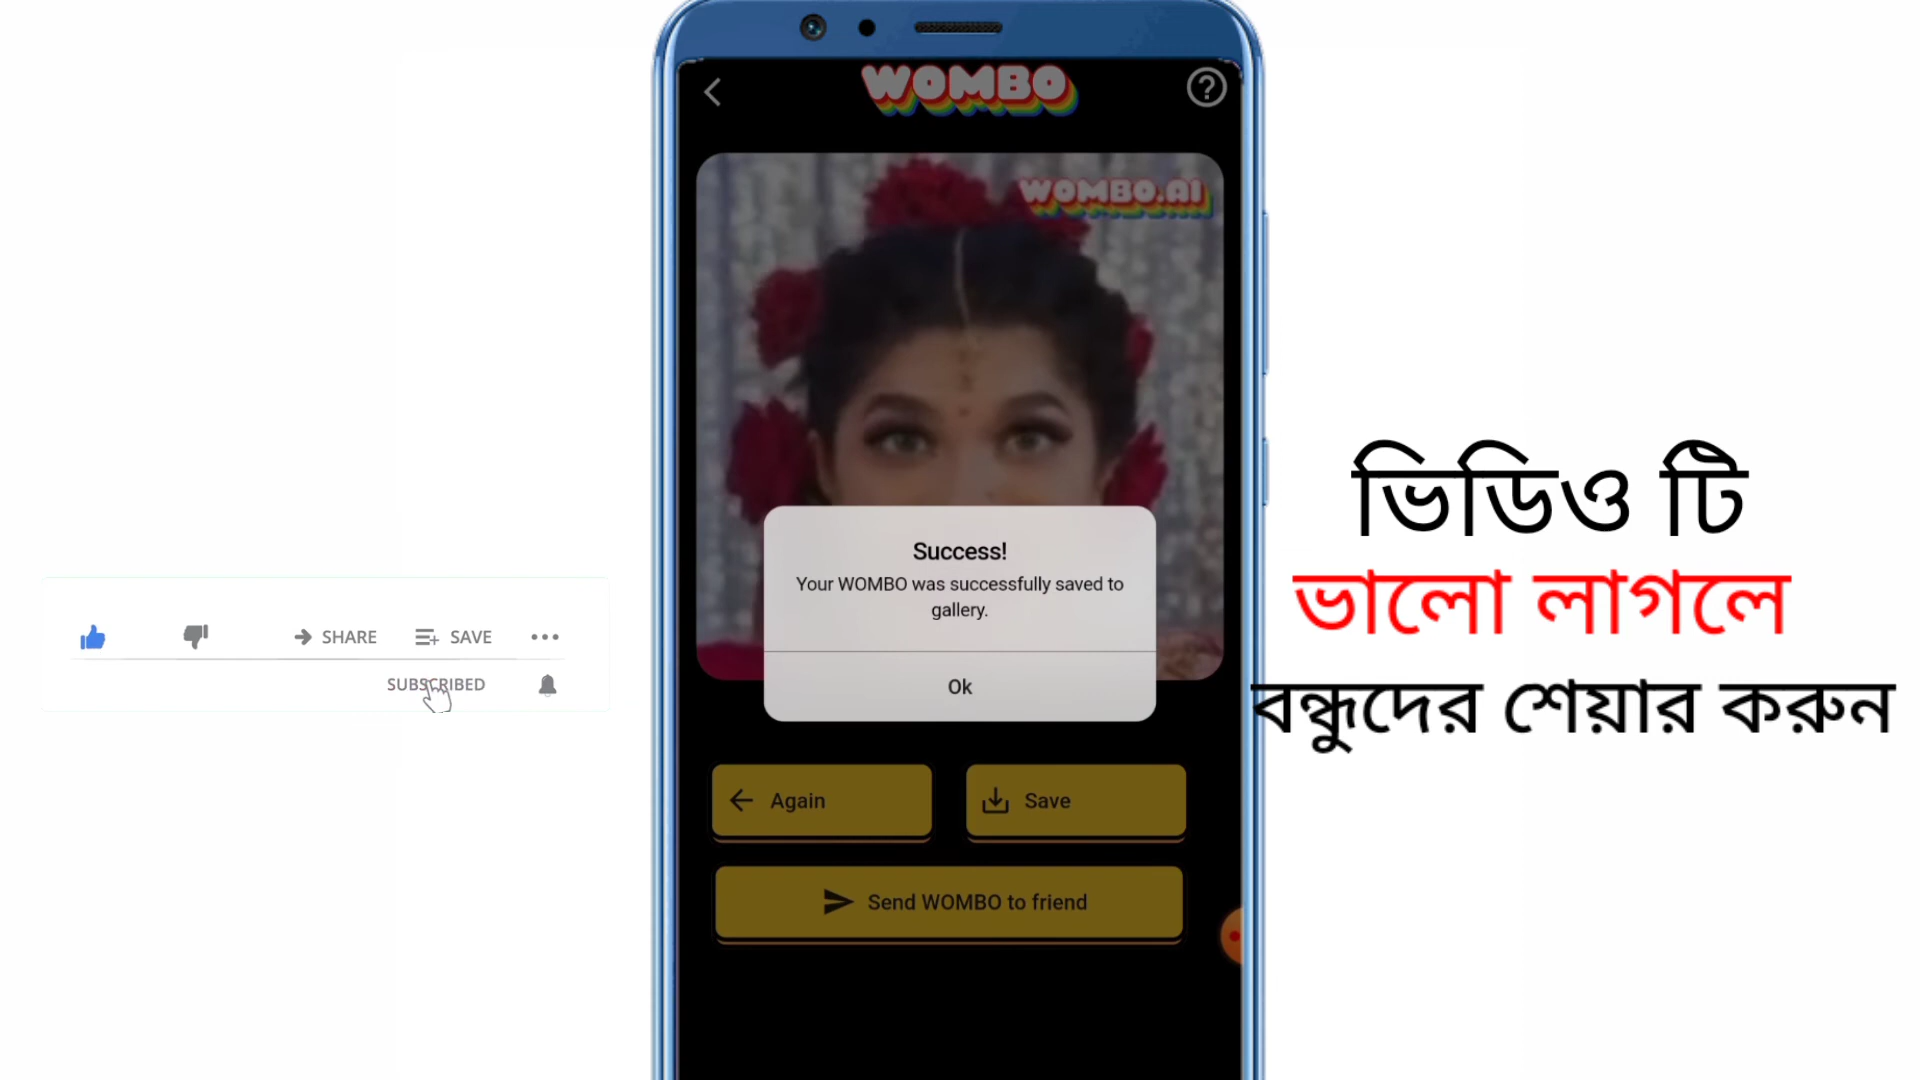 WOMBO
WOMBO.AI
Success!
Your WOMBO was successfully saved to
gallery.
Ok
Again
Save
Send WOMBO to friend
SHARE
SAVE
SUBSCRIBED
ভিডিও টি
ভালো লাগলে
বন্ধুদের শেয়ার করুন